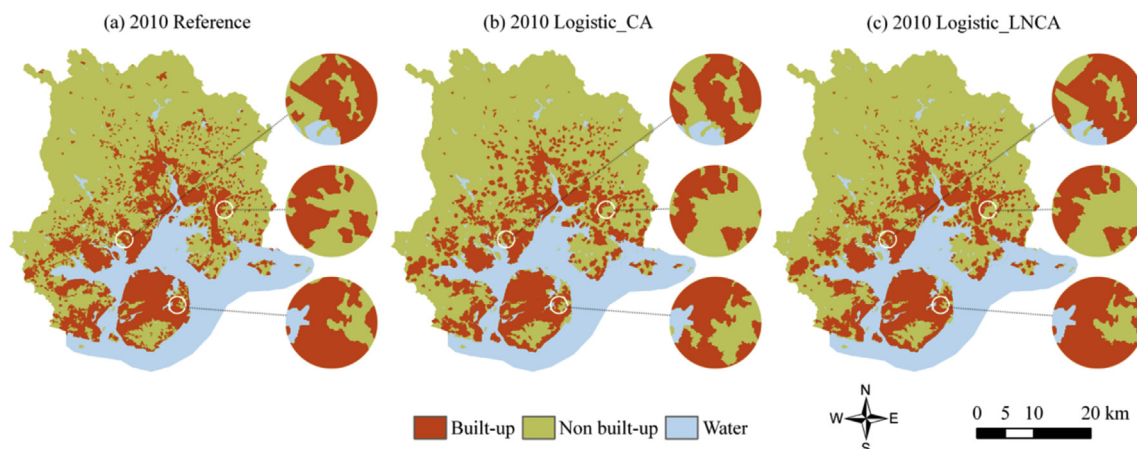 (a) 2010 Reference
(b) 2010 Logistic_CA
(c) 2010 Logistic_LNCA
Built-up
Non built-up
Water
N
W E
S
0 5 10 20 km